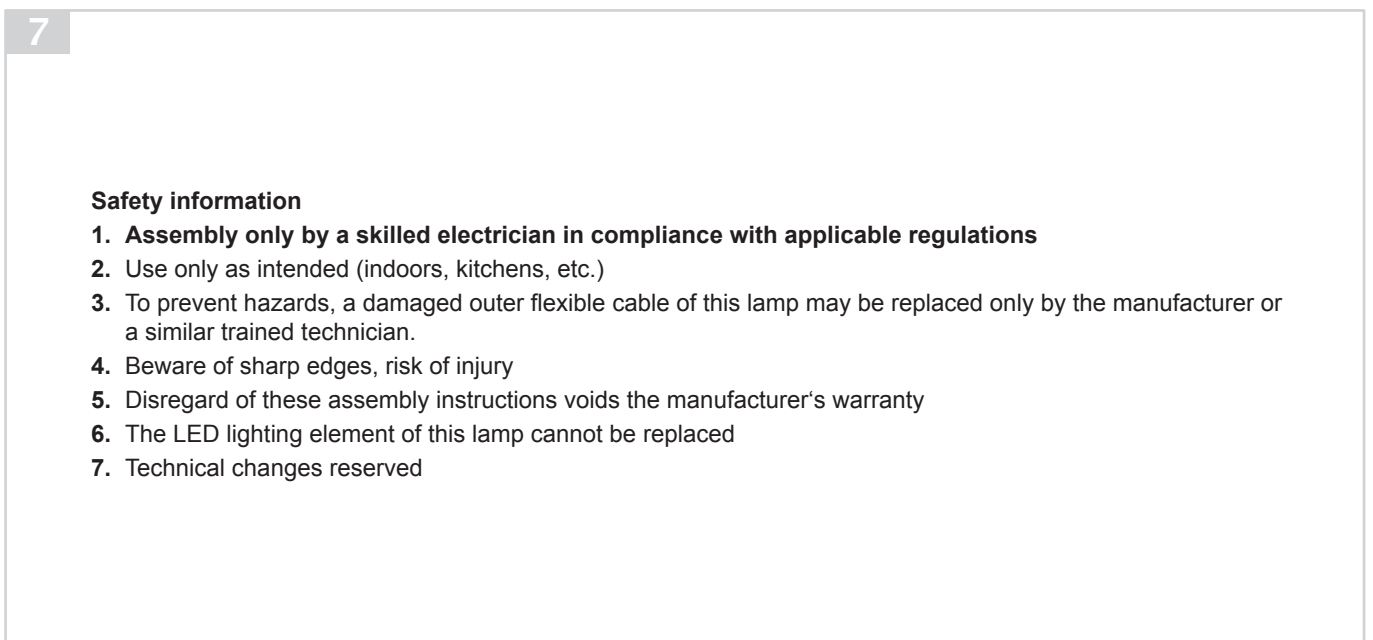 7
Safety information
1. Assembly only by a skilled electrician in compliance with applicable regulations
2. Use only as intended (indoors, kitchens, etc.)
3. To prevent hazards, a damaged outer flexible cable of this lamp may be replaced only by the manufacturer or
a similar trained technician.
4. Beware of sharp edges, risk of injury
5. Disregard of these assembly instructions voids the manufacturer‘s warranty
6. The LED lighting element of this lamp cannot be replaced
7. Technical changes reserved